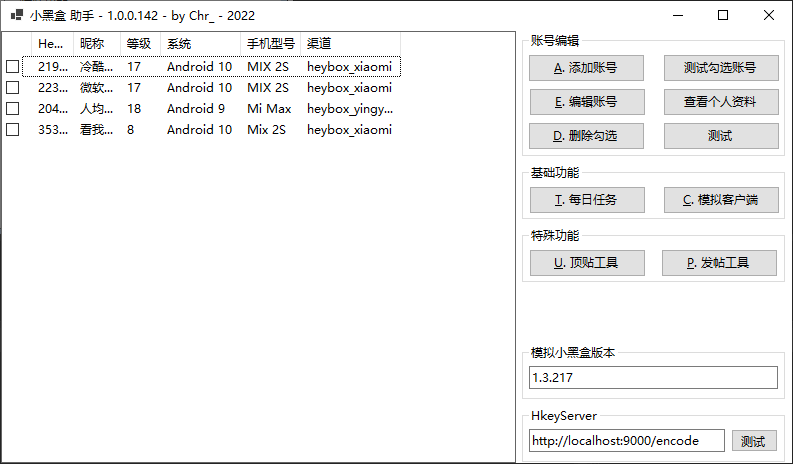 小黑盒 助手 - 1.0.0.142 - by Chr_ - 2022
He... 昵称 等级 系统 手机型号 渠道
219... 冷酷... 17 Android 10 MIX 2S heybox_xiaomi
223... 微软... 17 Android 10 MIX 2S heybox_xiaomi
204... 人均... 18 Android 9 Mi Max heybox_yingy...
353... 看我... 8 Android 10 Mix 2S heybox_xiaomi
账号编辑
A. 添加账号 测试勾选账号
E. 编辑账号 查看个人资料
D. 删除勾选 测试
基础功能
T. 每日任务 C. 模拟客户端
特殊功能
U. 顶贴工具 P. 发帖工具
模拟小黑盒版本
1.3.217
HkeyServer
http://localhost:9000/encode 测试